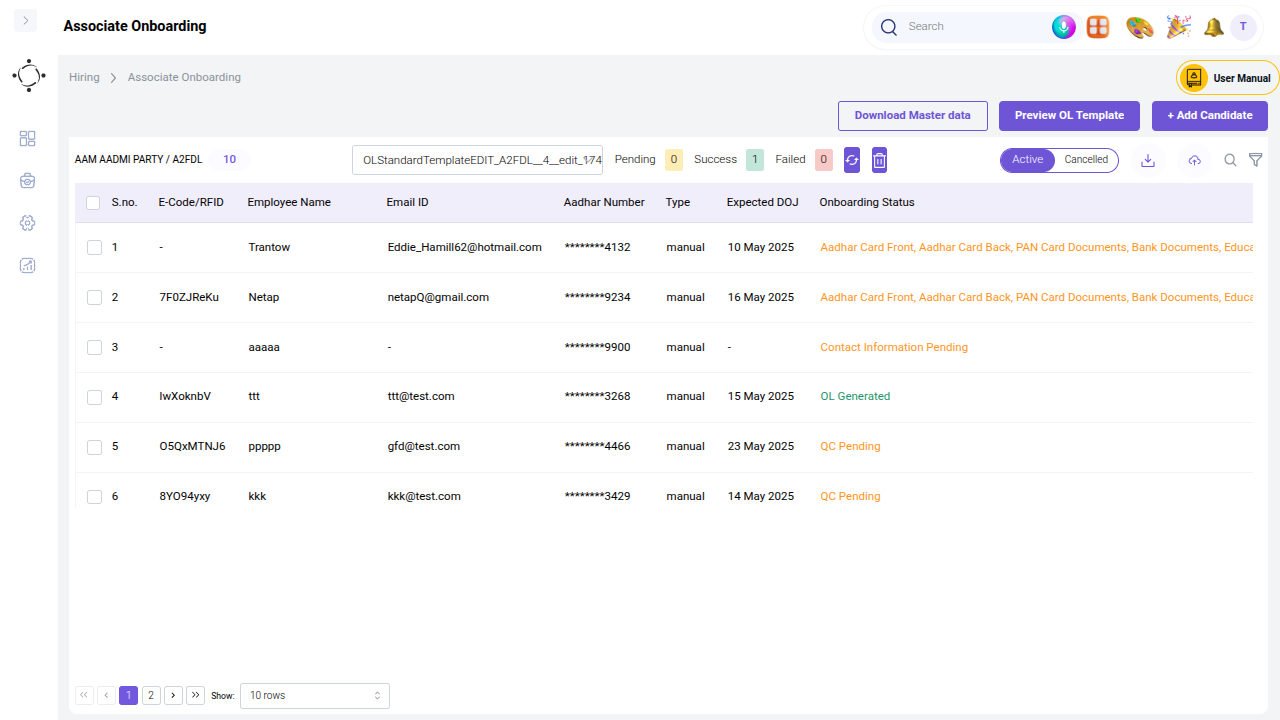 Associate Onboarding
Search
T
Hiring
Associate Onboarding
User Manual
Download Master data
Preview OL Template
+ Add Candidate
AAM AADMI PARTY / A2FDL 10
OLStandardTemplateEDIT_A2FDL__4__edit_174
Pending 0 Success 1 Failed 0
Active Cancelled
S.no. E-Code/RFID Employee Name Email ID Aadhar Number Type Expected DOJ Onboarding Status
1 - Trantow Eddie_Hamill62@hotmail.com ********4132 manual 10 May 2025 Aadhar Card Front, Aadhar Card Back, PAN Card Documents, Bank Documents, Educa
2 7F0ZJReKu Netap netapQ@gmail.com ********9234 manual 16 May 2025 Aadhar Card Front, Aadhar Card Back, PAN Card Documents, Bank Documents, Educa
3 - aaaaa - ********9900 manual - Contact Information Pending
4 IwXoknbV ttt ttt@test.com ********3268 manual 15 May 2025 OL Generated
5 O5QxMTNJ6 ppppp gfd@test.com ********4466 manual 23 May 2025 QC Pending
6 8YO94yxy kkk kkk@test.com ********3429 manual 14 May 2025 QC Pending
1 2 Show: 10 rows